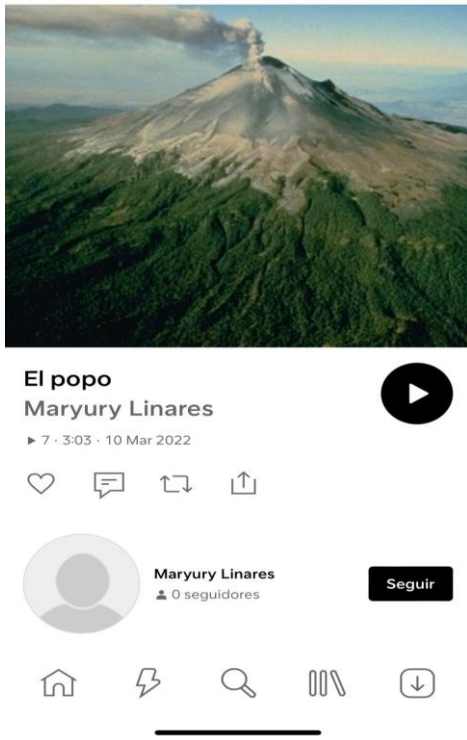 El popo
Maryury Linares
7 · 3:03 · 10 Mar 2022
Maryury Linares
0 seguidores
Seguir